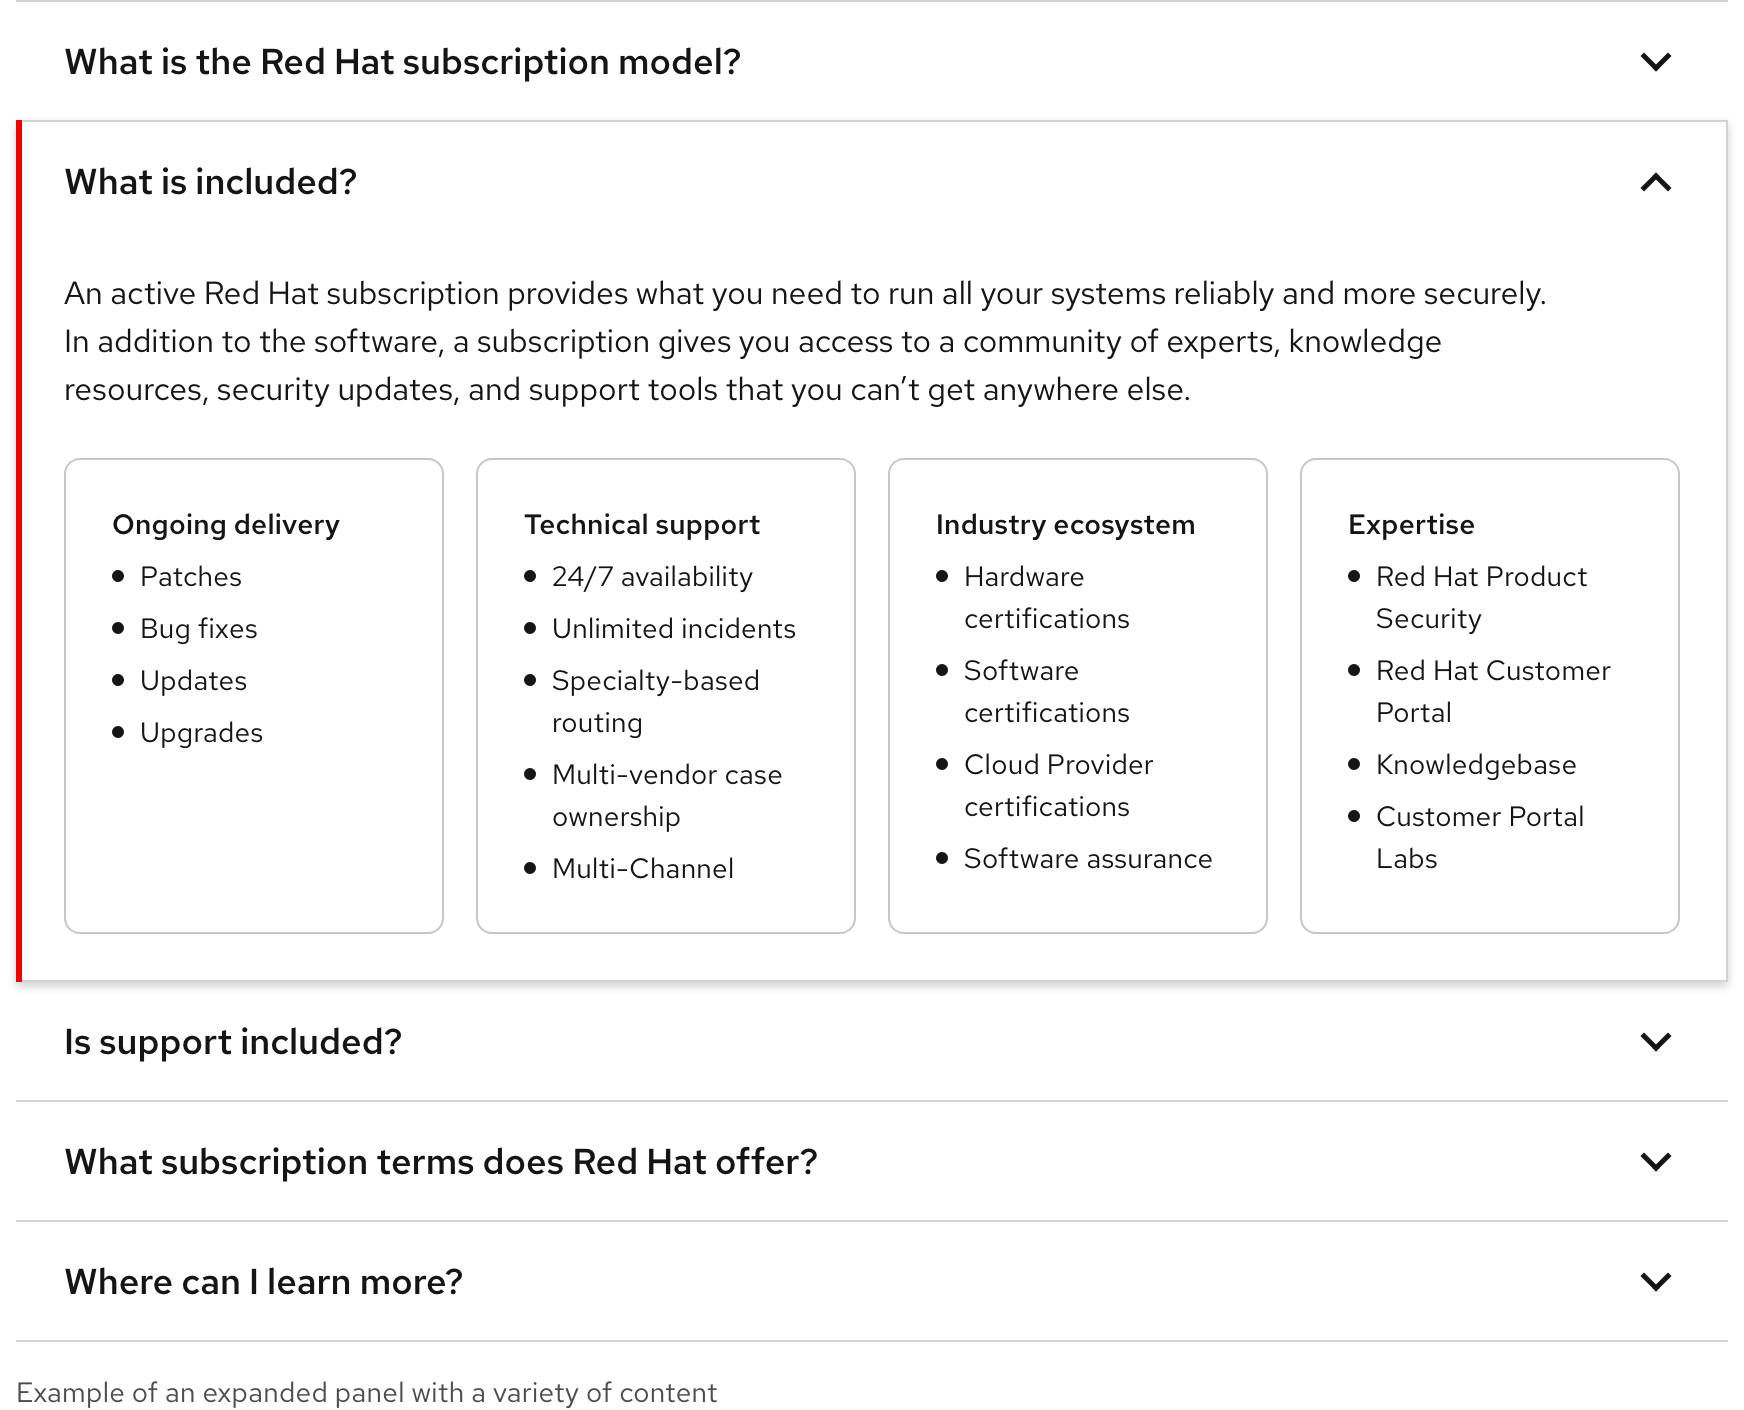 What is the Red Hat subscription model?
What is included?
An active Red Hat subscription provides what you need to run all your systems reliably and more securely.
In addition to the software, a subscription gives you access to a community of experts, knowledge
resources, security updates, and support tools that you can’t get anywhere else.
Ongoing delivery
• Patches
• Bug fixes
• Updates
• Upgrades
Technical support
• 24/7 availability
• Unlimited incidents
• Specialty-based
routing
• Multi-vendor case
ownership
• Multi-Channel
Industry ecosystem
• Hardware
certifications
• Software
certifications
• Cloud Provider
certifications
• Software assurance
Expertise
• Red Hat Product
Security
• Red Hat Customer
Portal
• Knowledgebase
• Customer Portal
Labs
Is support included?
What subscription terms does Red Hat offer?
Where can I learn more?
Example of an expanded panel with a variety of content